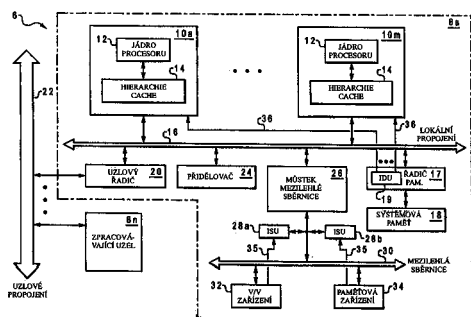 6
8a
10a
10m
12
JÁDRO
PROCESORU
12
JÁDRO
PROCESORU
14
14
HIERARCHIE
CACHE
HIERARCHIE
CACHE
22
36
36
16
LOKÁLNÍ
PROPOJENÍ
UZLOVÝ
ŘADIČ 20
PŘIDĚLOVAČ 24
MŮSTEK 26
MEZILEHLÉ
SBĚRNICE
IDU
ŘADIČ
PAM. 17
19
SYSTÉMOVÁ
PAMĚŤ 18
ZPRACOVÁ-
VAJÍCÍ UZEL
8n
28a
ISU
ISU
28b
35
35
30
MEZILEHLÁ
SBĚRNICE
UZLOVÉ
PROPOJENÍ
32
V/V
ZAŘÍZENÍ
PAMĚŤOVÁ
ZAŘÍZENÍ
34